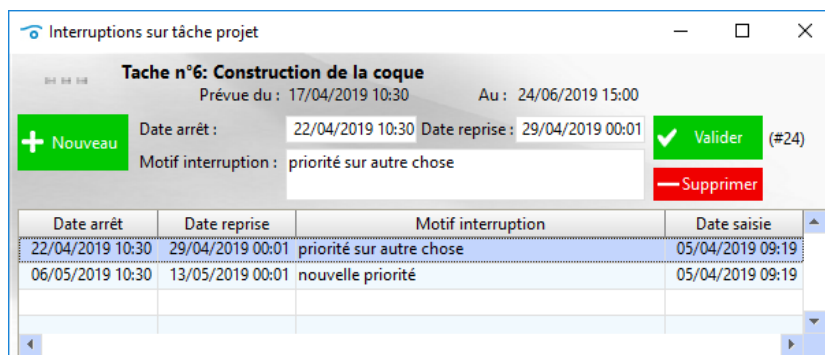 Interruptions sur tâche projet
Tache n°6: Construction de la coque
Prévue du : 17/04/2019 10:30 Au : 24/06/2019 15:00
Nouveau
Date arrêt : 22/04/2019 10:30 Date reprise : 29/04/2019 00:01
Valider (#24)
Motif interruption : priorité sur autre chose
Supprimer
Date arrêt Date reprise Motif interruption Date saisie
22/04/2019 10:30 29/04/2019 00:01 priorité sur autre chose 05/04/2019 09:19
06/05/2019 10:30 13/05/2019 00:01 nouvelle priorité 05/04/2019 09:19